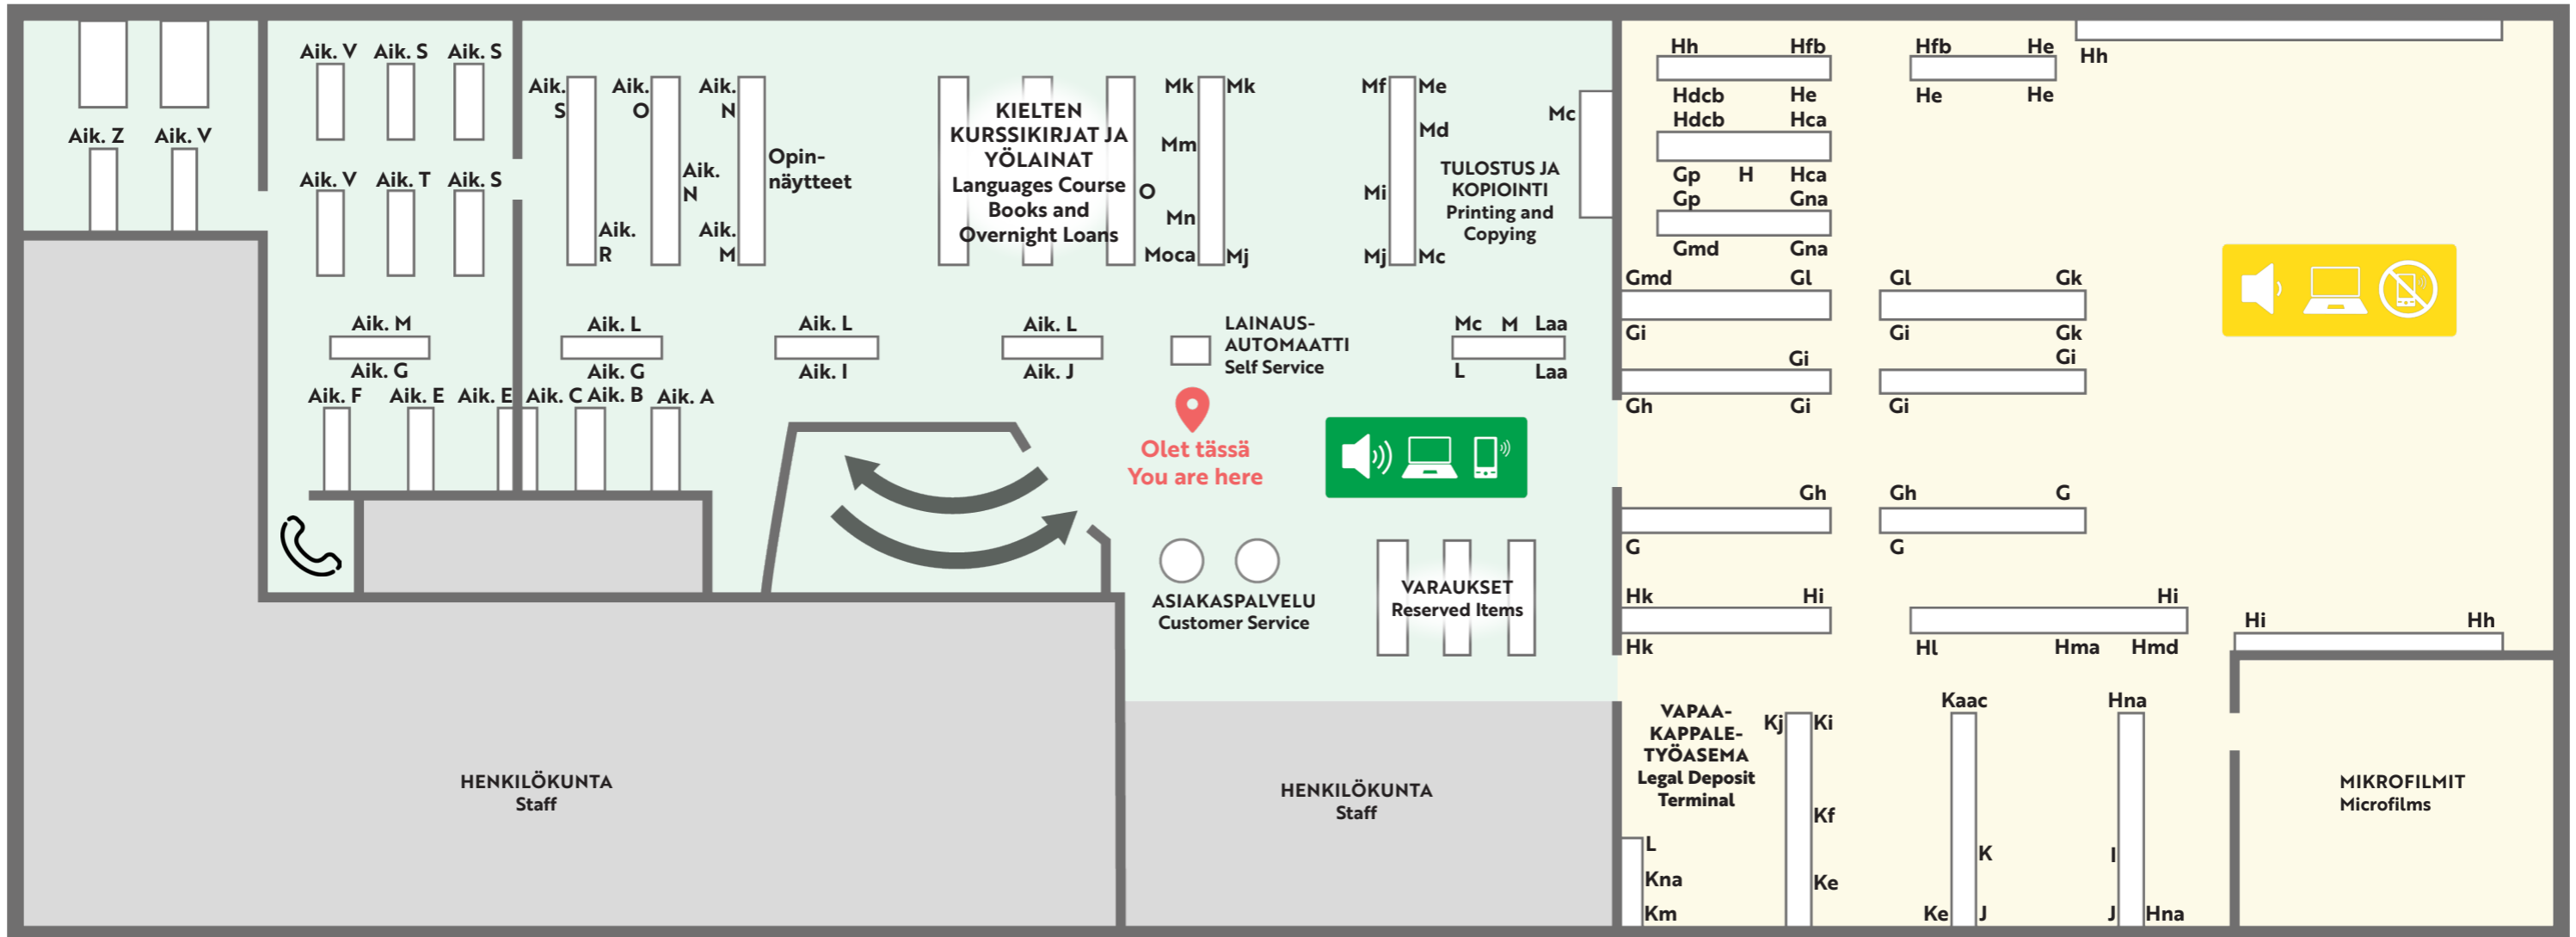 Aik. V
Aik. S
Aik. S
Aik. Z
Aik. V
Aik. V
Aik. T
Aik. S
Aik. M
Aik. G
Aik. F
Aik. E
Aik. E
Aik. C
Aik. B
Aik. A
Aik.
S
Aik.
R
Aik.
O
Aik.
N
Aik.
N
Aik.
M
Opin-
näytteet
Aik. L
Aik. G
Aik. L
Aik. I
Aik. L
Aik. J
KIELTEN
KURSSIKIRJAT JA
YÖLAINAT
Languages Course
Books and
Overnight Loans
O
Mk
Mk
Mm
Mn
Moca
Mj
Mf
Me
Md
Mi
Mj
Mc
Mc
TULOSTUS JA
KOPIOINTI
Printing and
Copying
LAINAUS-
AUTOMAATTI
Self Service
Mc M Laa
L
Laa
Olet tässä
You are here
ASIAKASPALVELU
Customer Service
VARAUKSET
Reserved Items
HENKILÖKUNTA
Staff
HENKILÖKUNTA
Staff
Hh
Hfb
Hdcb
He
Hdcb
Hca
Gp
H
Hca
Gp
Gna
Gmd
Gna
Gmd
Gl
Gi
Gi
Gh
Gi
Hfb
He
He
He
Hh
Gl
Gk
Gi
Gk
Gi
Gi
Gh
G
Gh
G
G
Hk
Hi
Hk
Hi
Hl
Hma
Hmd
Hi
Hh
VAPAA-
KAPPALE-
TYÖASEMA
Legal Deposit
Terminal
L
Kna
Km
Kj
Ki
Kf
Ke
Kaac
K
Ke
J
Hna
I
J
Hna
MIKROFILMIT
Microfilms